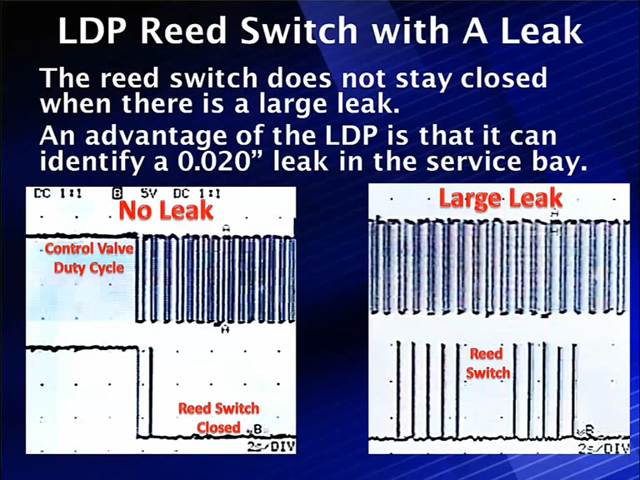 LDP Reed Switch with A Leak
The reed switch does not stay closed
when there is a large leak.
An advantage of the LDP is that it can
identify a 0.020” leak in the service bay.
DC 1:1 B 5V DC 1:1
No Leak
A
Control Valve
Duty Cycle
A
Reed Switch
Closed
B
2s/DIV
Large Leak
Reed
Switch
B
2s/DIV